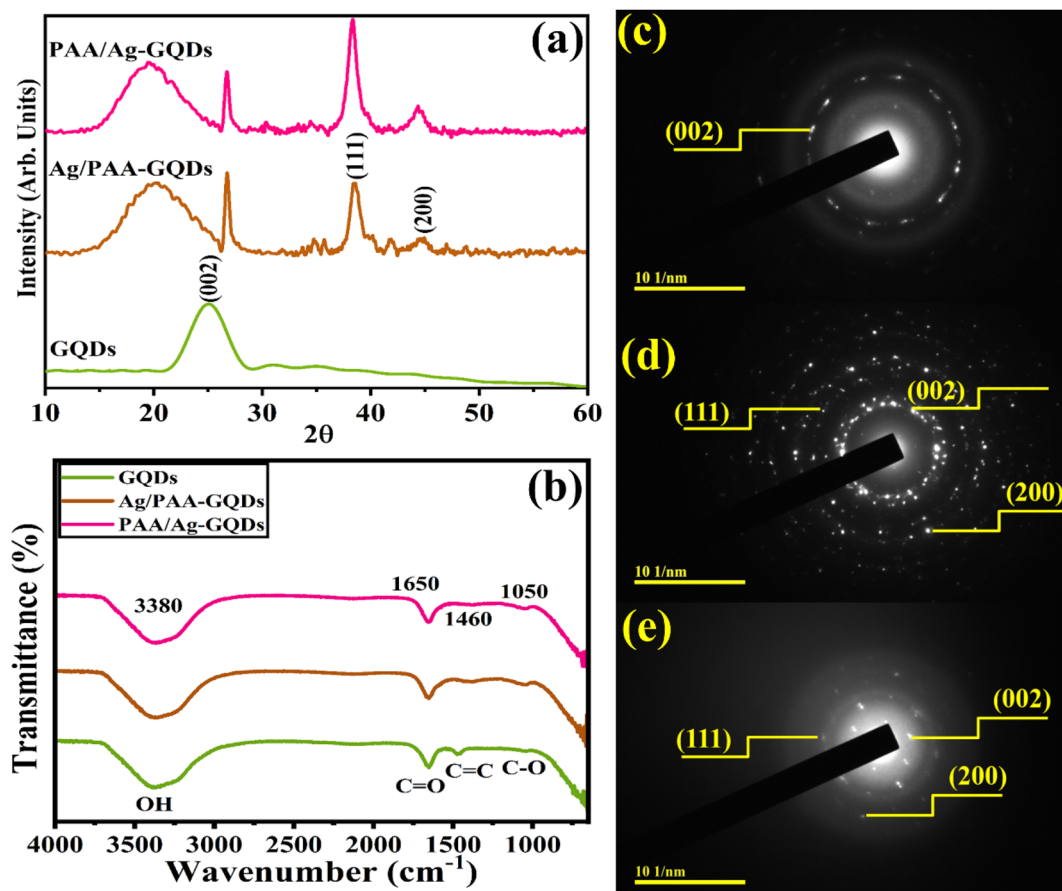 (a)
PAA/Ag-GQDs
Ag/PAA-GQDs
(111)
(200)
(002)
GQDs
Intensity (Arb. Units)
10 20 30 40 50 60
2θ
(b)
GQDs
Ag/PAA-GQDs
PAA/Ag-GQDs
3380
1650
1460
1050
OH
C=O
C=C
C-O
Transmittance (%)
4000 3500 3000 2500 2000 1500 1000
Wavenumber (cm⁻¹)
(c)
(002)
10 1/nm
(d)
(111)
(002)
(200)
10 1/nm
(e)
(111)
(002)
(200)
10 1/nm